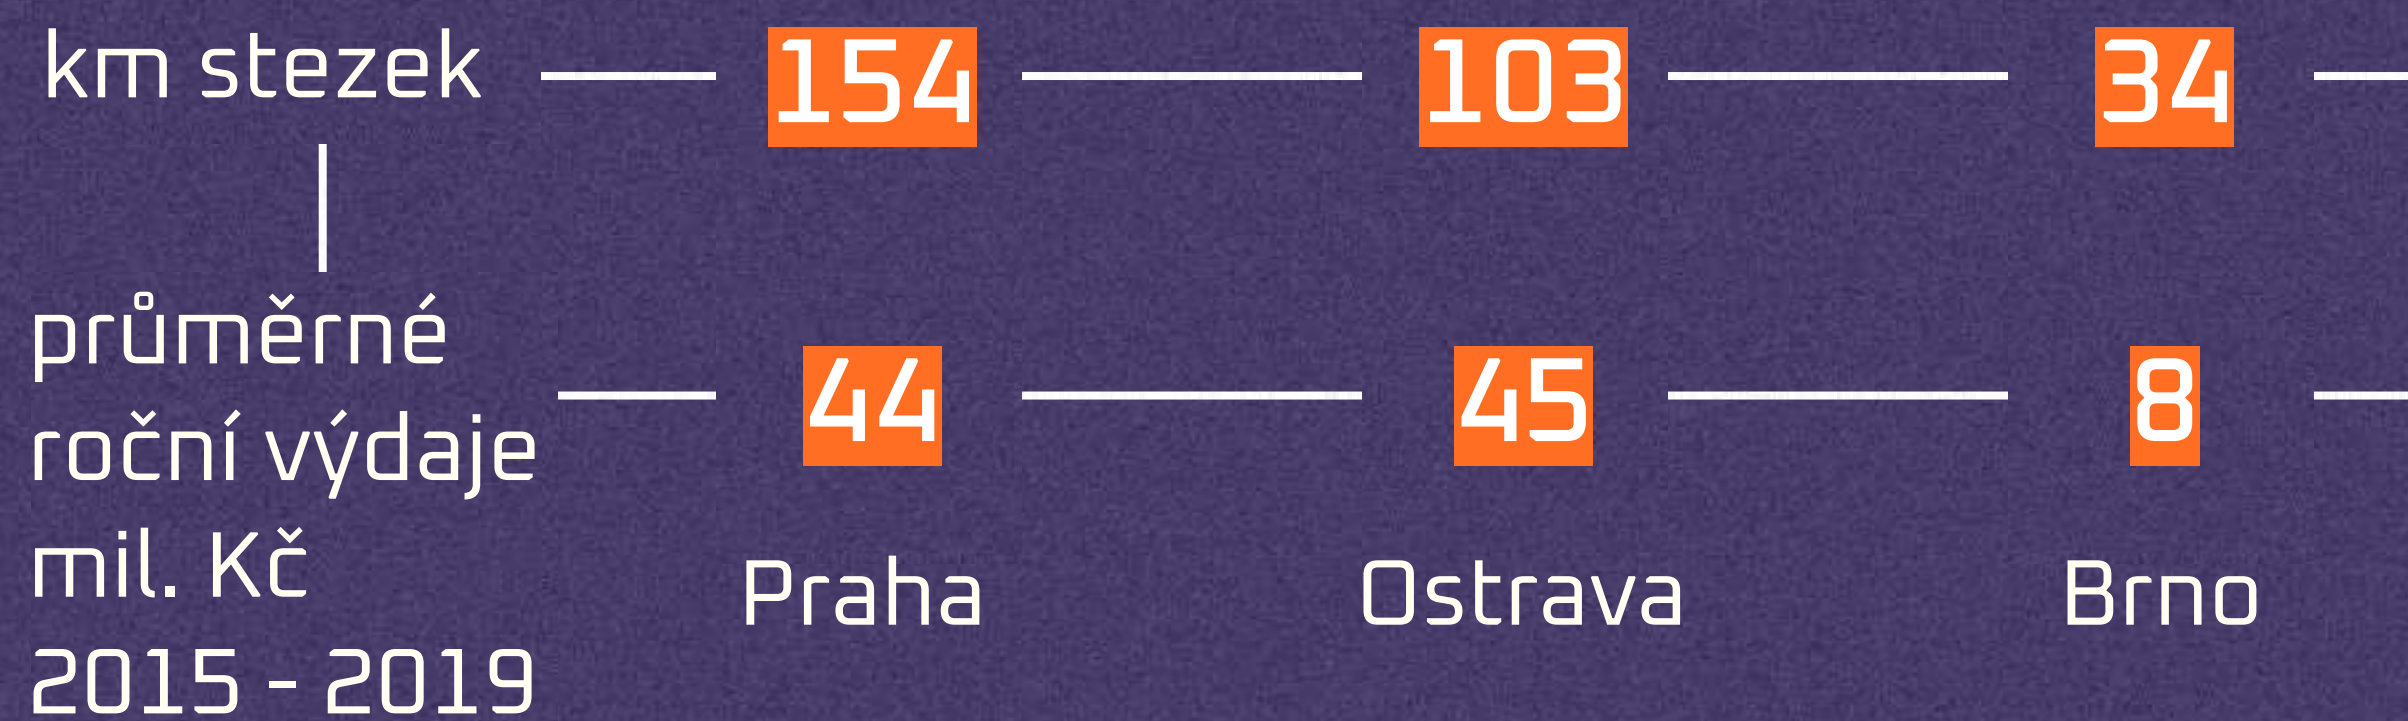 km stezek 154 103 34
průměrné
roční výdaje 44 45 8
mil. Kč
2015 - 2019
Praha Ostrava Brno